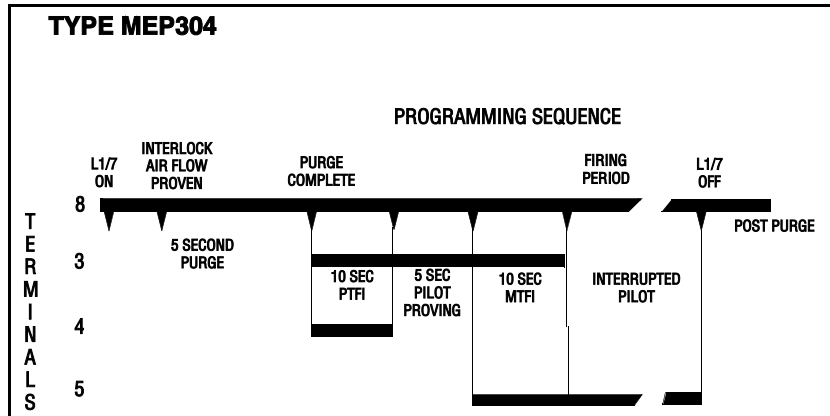 TYPE MEP304
PROGRAMMING SEQUENCE
L1/7
ON
INTERLOCK
AIR FLOW
PROVEN
PURGE
COMPLETE
FIRING
PERIOD
L1/7
OFF
8
POST PURGE
5 SECOND
PURGE
3
10 SEC
PTFI
5 SEC
PILOT
PROVING
10 SEC
MTFI
INTERRUPTED
PILOT
4
5
TERMINALS